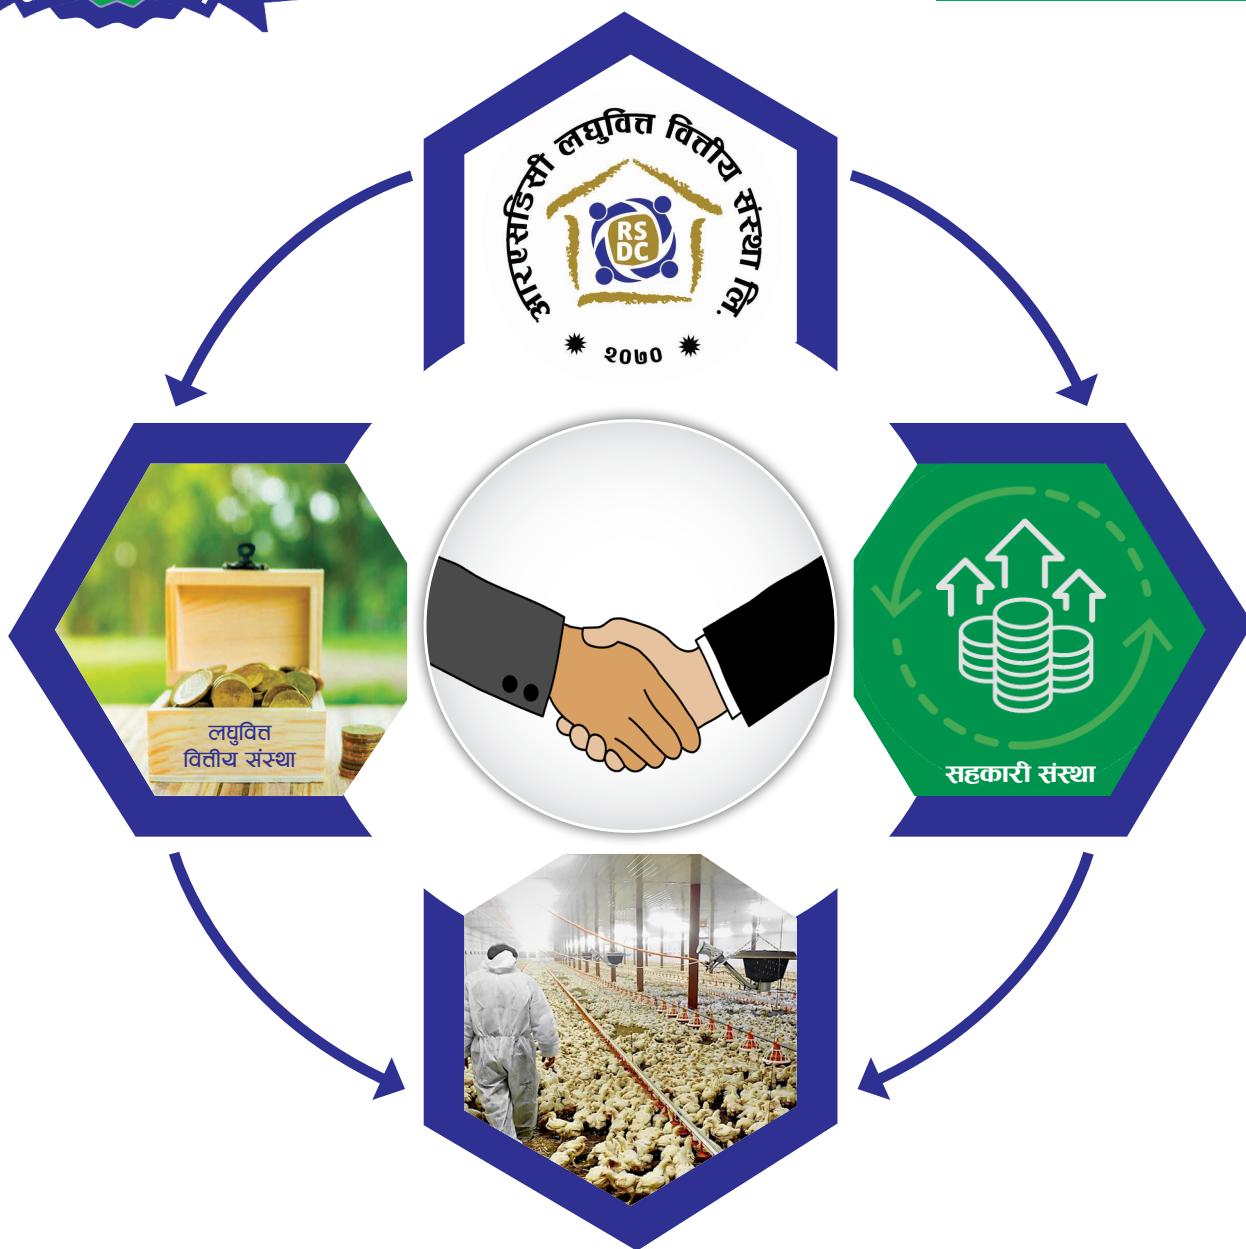 आरएसडिसी लघुवित्त वित्तीय संस्था लि.
RS
DC
२०७०
लघुवित्त
वित्तीय संस्था
सहकारी संस्था